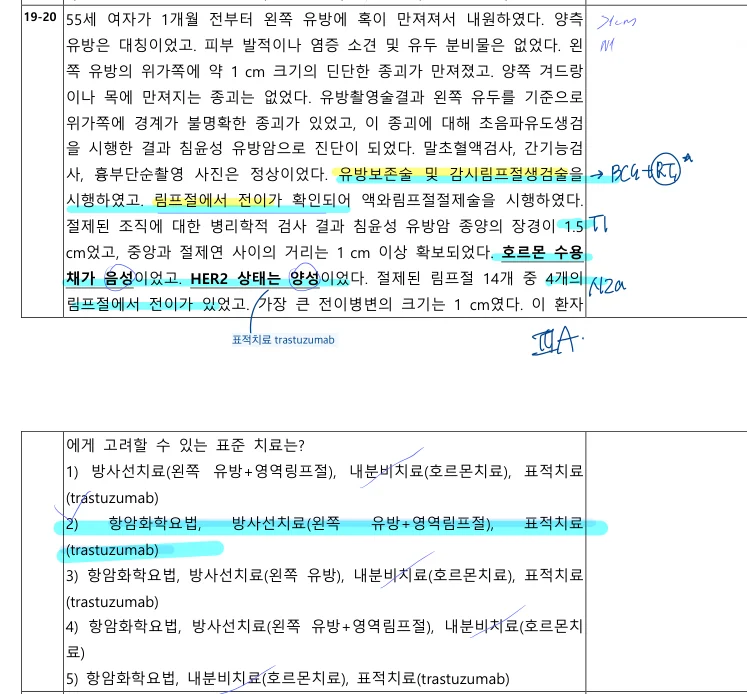 19-20
55세 여자가 1개월 전부터 왼쪽 유방에 혹이 만져져서 내원하였다. 양측
유방은 대칭이었고. 피부 발적이나 염증 소견 및 유두 분비물은 없었다. 왼
쪽 유방의 위가쪽에 약 1 cm 크기의 딘단한 종괴가 만져졌고. 양쪽 겨드랑
이나 목에 만져지는 종괴는 없었다. 유방촬영술결과 왼쪽 유두를 기준으로
위가쪽에 경계가 불명확한 종괴가 있었고, 이 종괴에 대해 초음파유도생검
을 시행한 결과 침윤성 유방암으로 진단이 되었다. 말초혈액검사, 간기능검
사, 흉부단순촬영 사진은 정상이었다. 유방보존술 및 감시림프절생검술을
시행하였고. 림프절에서 전이가 확인되어 액와림프절절제술을 시행하였다.
절제된 조직에 대한 병리학적 검사 결과 침윤성 유방암 종양의 장경이 1.5
cm었고, 중앙과 절제연 사이의 거리는 1 cm 이상 확보되었다. 호르몬 수용
채가 음성이었고. HER2 상태는 양성이었다. 절제된 림프절 14개 중 4개의
림프절에서 전이가 있었고. 가장 큰 전이병변의 크기는 1 cm였다. 이 환자
>1cm
→ BCS + RT *
T1
N2a
표적치료 trastuzumab
ⅢA.
에게 고려할 수 있는 표준 치료는?
1) 방사선치료(왼쪽 유방+영역링프절), 내분비치료(호르몬치료), 표적치료
(trastuzumab)
2) 항암화학요법, 방사선치료(왼쪽 유방+영역림프절), 표적치료
(trastuzumab)
3) 항암화학요법, 방사선치료(왼쪽 유방), 내분비치료(호르몬치료), 표적치료
(trastuzumab)
4) 항암화학요법, 방사선치료(왼쪽 유방+영역림프절), 내분비치료(호르몬치
료)
5) 항암화학요법, 내분비치료(호르몬치료), 표적치료(trastuzumab)